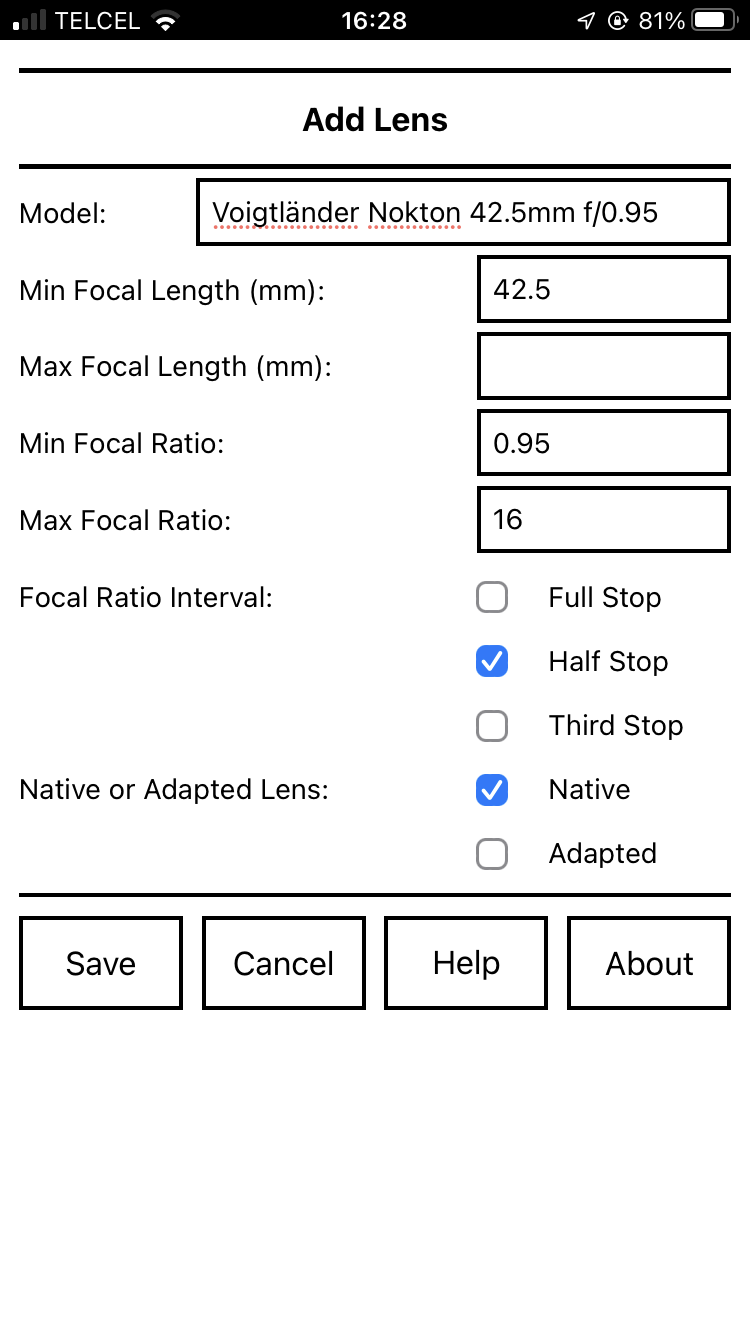 TELCEL 16:28 81%
Add Lens
Model: Voigtländer Nokton 42.5mm f/0.95
Min Focal Length (mm): 42.5
Max Focal Length (mm):
Min Focal Ratio: 0.95
Max Focal Ratio: 16
Focal Ratio Interval: Full Stop
Half Stop
Third Stop
Native or Adapted Lens: Native
Adapted
Save Cancel Help About